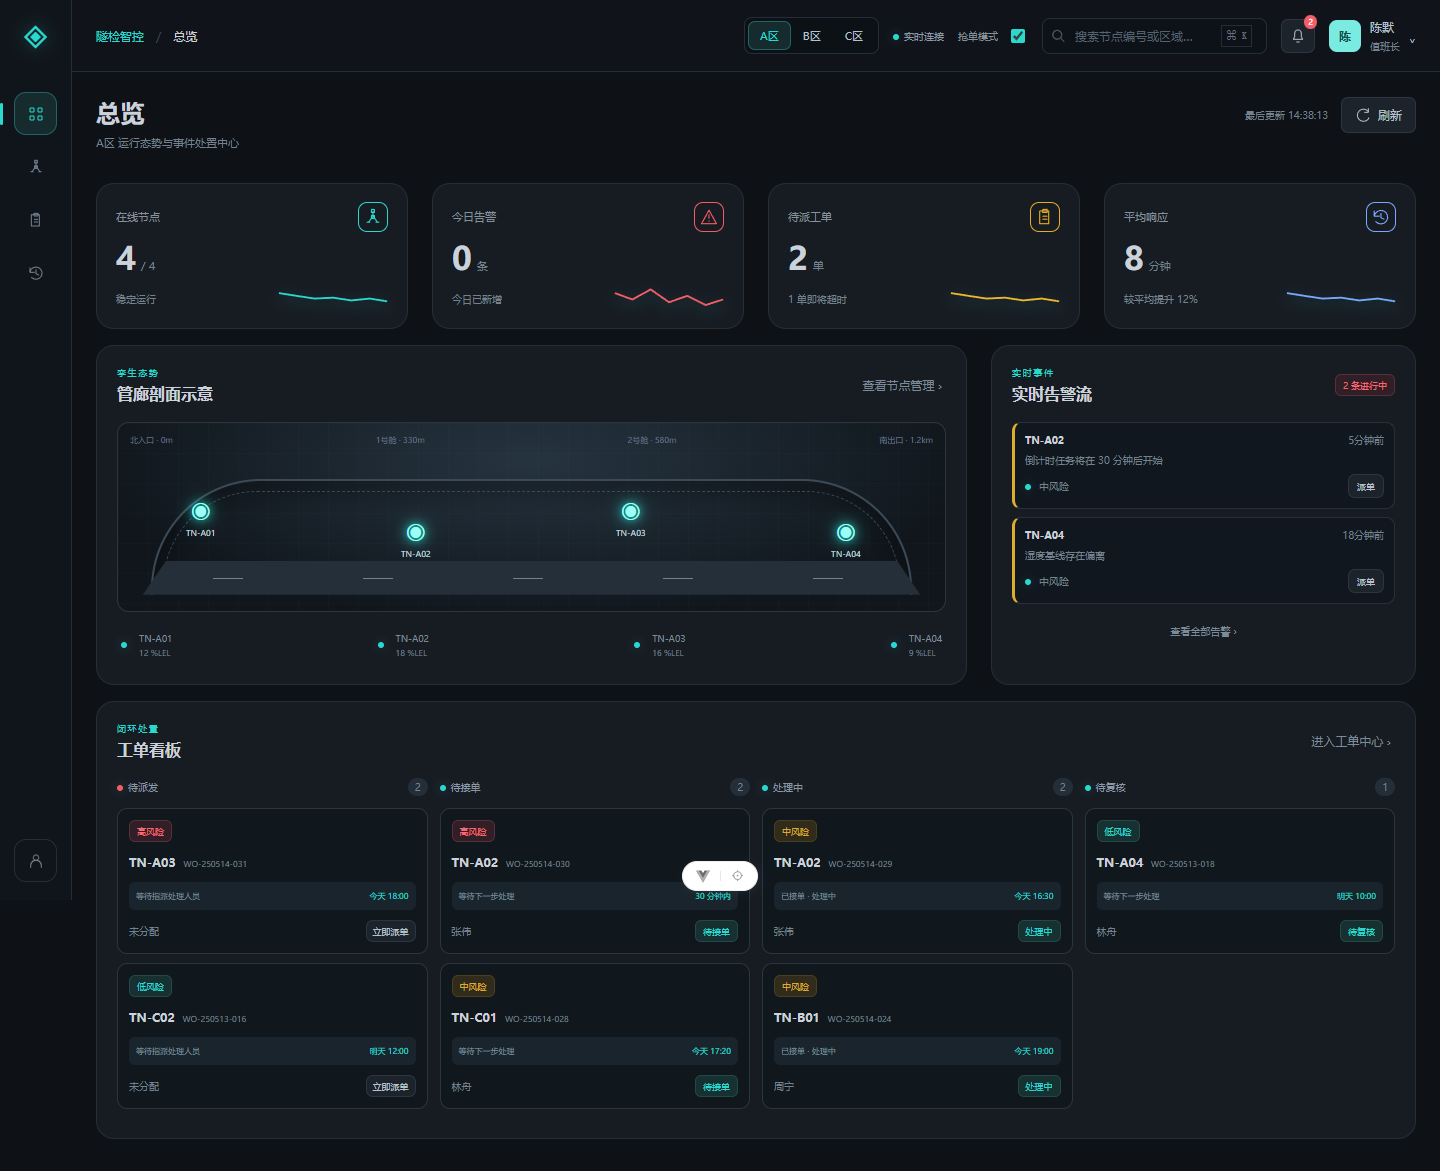 隧检智控 / 总览
A区 B区 C区
实时连接 抢单模式
搜索节点编号或区域... ⌘ K
2
陈
陈默
值班长
总览
A区 运行态势与事件处置中心
最后更新 14:38:13
刷新
在线节点
4 / 4
稳定运行
今日告警
0 条
今日已新增
待派工单
2 单
1 单即将超时
平均响应
8 分钟
较平均提升 12%
孪生态势
管廊剖面示意
查看节点管理 ›
北入口 · 0m
1号舱 · 330m
2号舱 · 580m
南出口 · 1.2km
TN-A01
TN-A02
TN-A03
TN-A04
TN-A01
12 %LEL
TN-A02
18 %LEL
TN-A03
16 %LEL
TN-A04
9 %LEL
实时事件
实时告警流
2 条进行中
TN-A02 5分钟前
倒计时任务将在 30 分钟后开始
中风险 派单
TN-A04 18分钟前
湿度基线存在偏离
中风险 派单
查看全部告警 ›
闭环处置
工单看板
进入工单中心 ›
待派发 2
高风险
TN-A03 WO-250514-031
等待指派处理人员 今天 18:00
未分配 立即派单
低风险
TN-C02 WO-250513-016
等待指派处理人员 明天 12:00
未分配 立即派单
待接单 2
高风险
TN-A02 WO-250514-030
等待下一步处理 30 分钟内
张伟 待接单
中风险
TN-C01 WO-250514-028
等待下一步处理 今天 17:20
林舟 待接单
处理中 2
中风险
TN-A02 WO-250514-029
已接单 · 处理中 今天 16:30
张伟 处理中
中风险
TN-B01 WO-250514-024
已接单 · 处理中 今天 19:00
周宁 处理中
待复核 1
低风险
TN-A04 WO-250513-018
等待下一步处理 明天 10:00
林舟 待复核